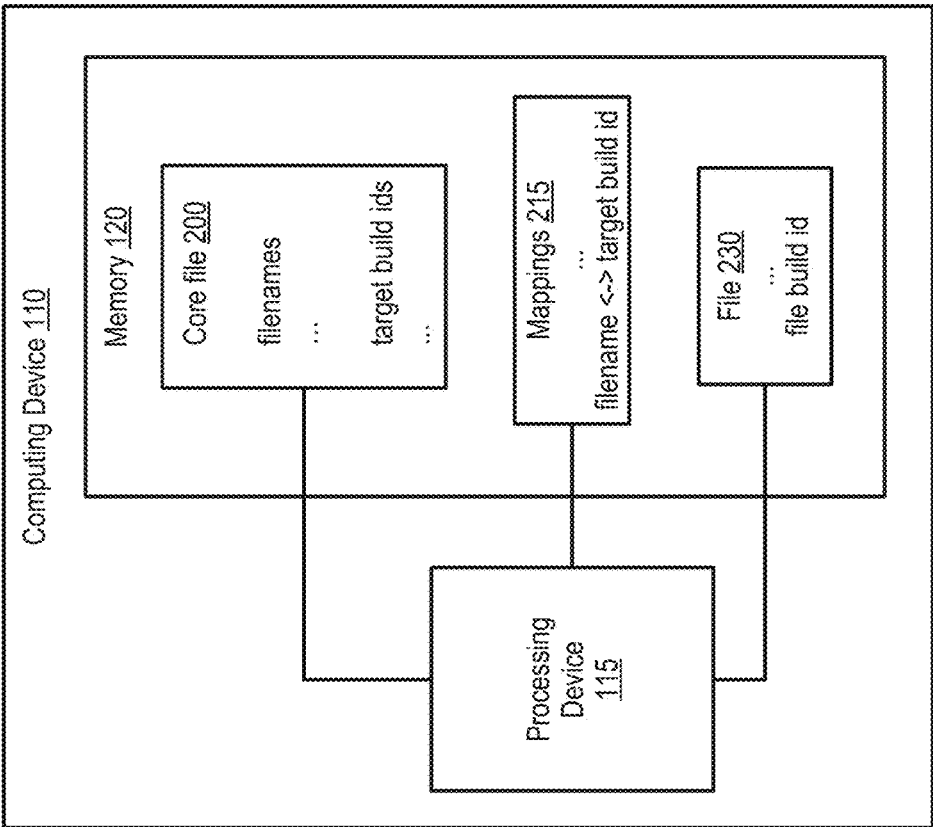 Computing Device 110
Memory 120
Core file 200
filenames
...
target build ids
...
Mappings 215
...
filename <-> target build id
File 230
...
file build id
Processing
Device
115